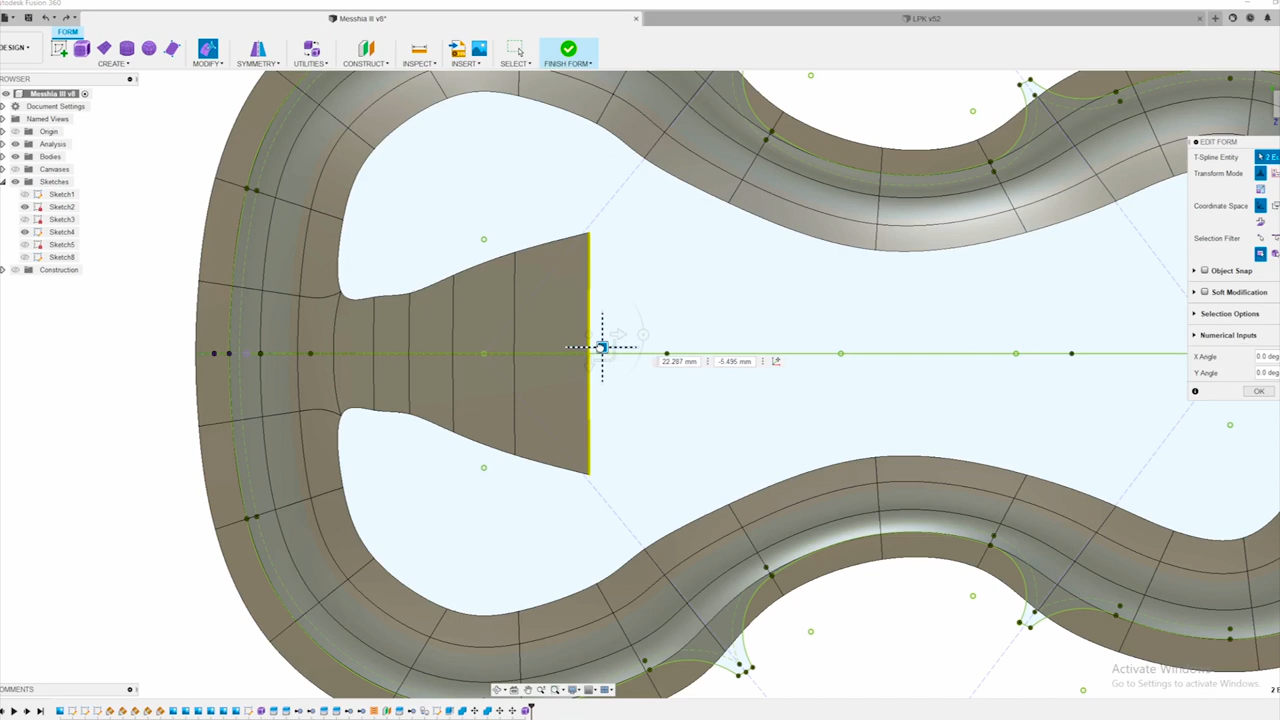 Autodesk Fusion 360
Messhia III v8*
LPK v52
FORM
DESIGN
CREATE
MODIFY
SYMMETRY
UTILITIES
CONSTRUCT
INSPECT
INSERT
SELECT
FINISH FORM
BROWSER
Messhia III v8
Document Settings
Named Views
Origin
Analysis
Bodies
Canvases
Sketches
Sketch1
Sketch2
Sketch3
Sketch4
Sketch5
Sketch8
Construction
22.287 mm
-5.495 mm
EDIT FORM
T-Spline Entity
Transform Mode
Coordinate Space
Selection Filter
Object Snap
Soft Modification
Selection Options
Numerical Inputs
X Angle 0.0 deg
Y Angle 0.0 deg
OK
Activate Windows
Go to Settings to activate Windows.
COMMENTS